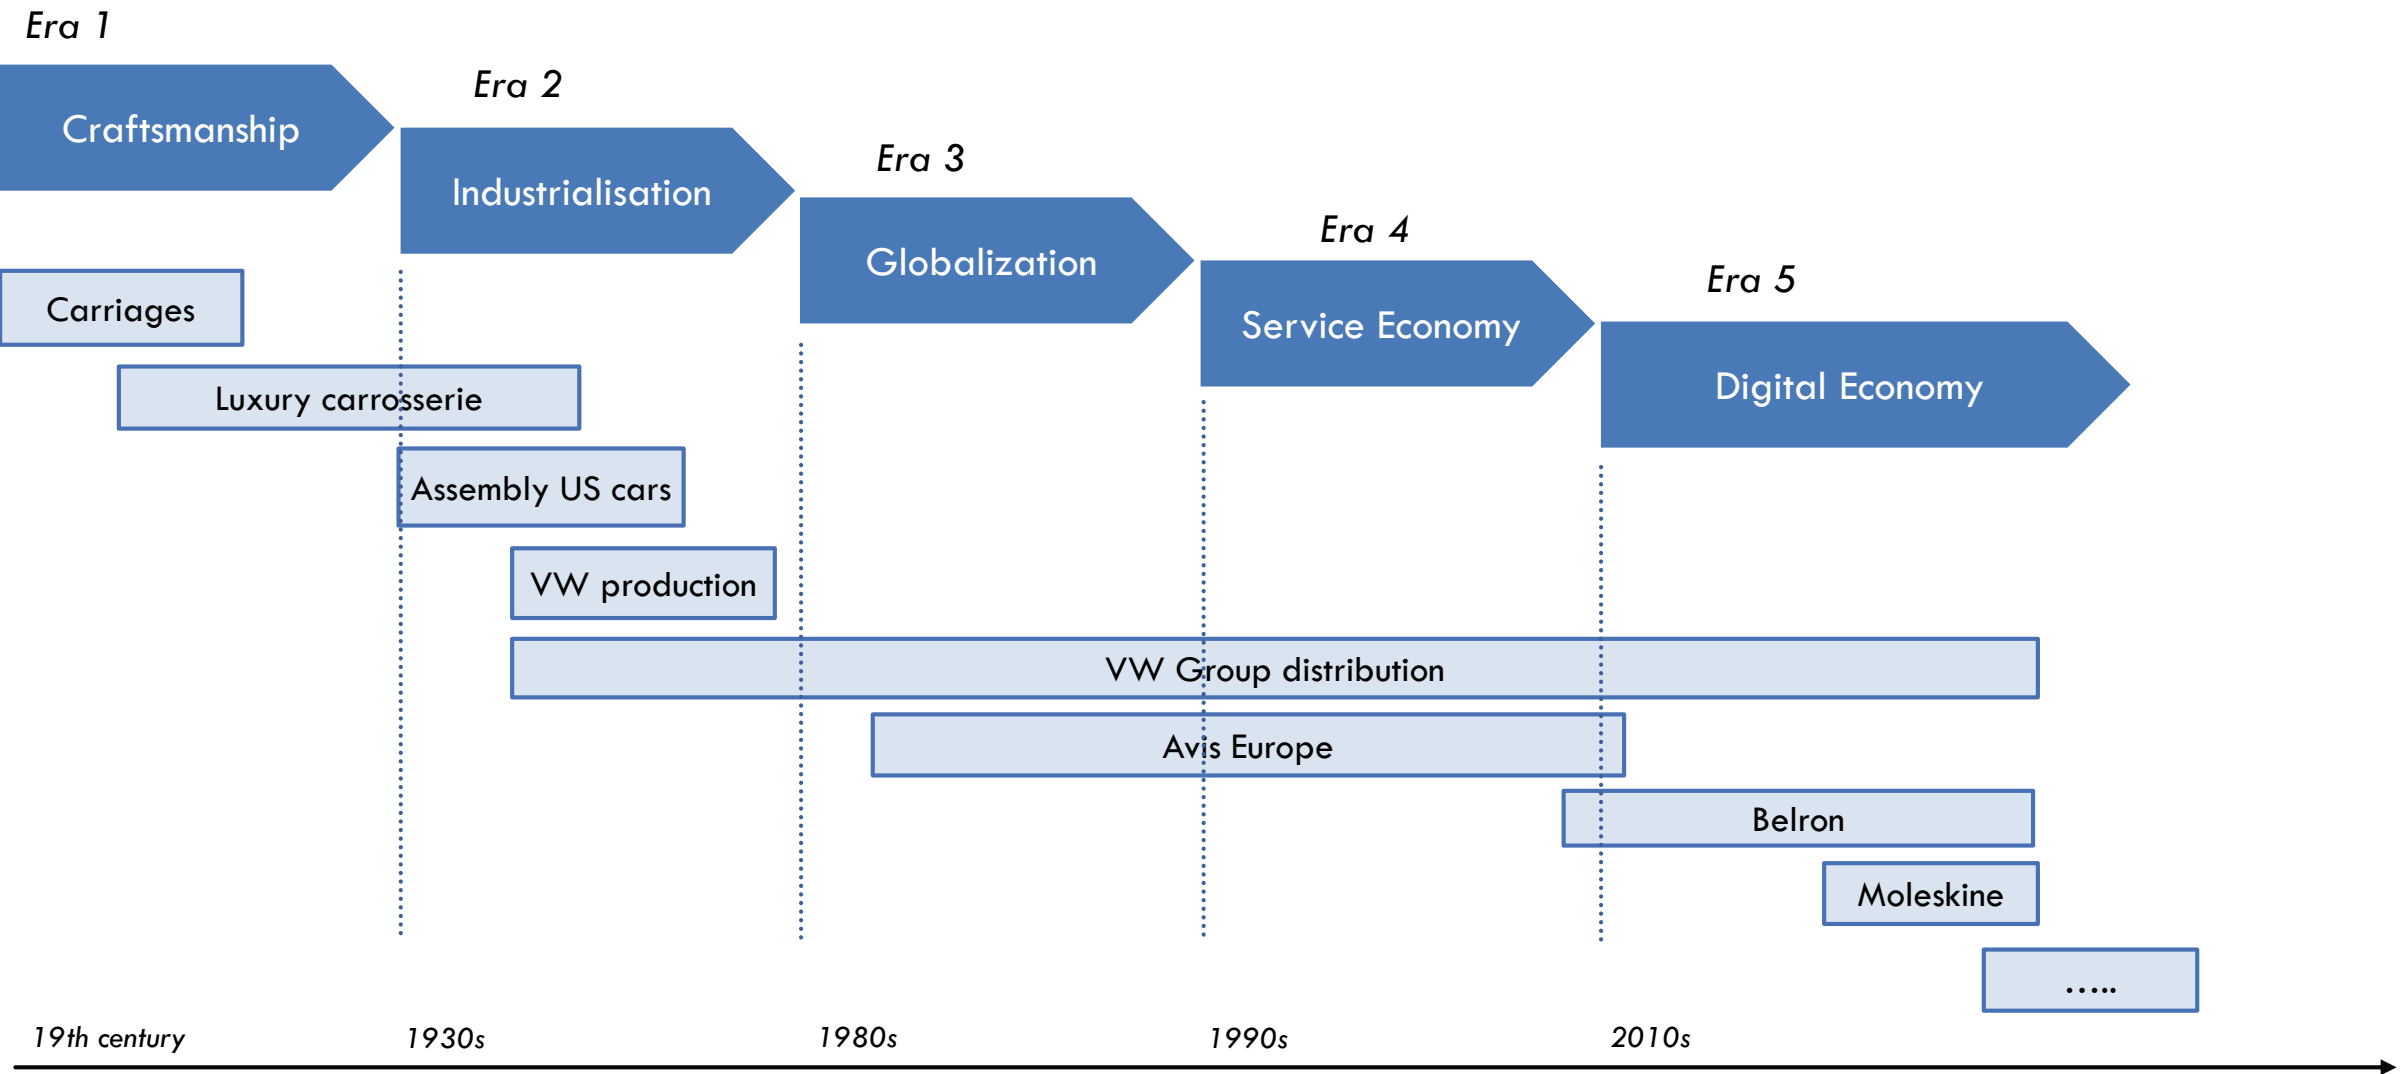 Era 1
Craftsmanship
Era 2
Industrialisation
Era 3
Globalization
Era 4
Service Economy
Era 5
Digital Economy
Carriages
Luxury carrosserie
Assembly US cars
VW production
VW Group distribution
Avis Europe
Belron
Moleskine
.....
19th century
1930s
1980s
1990s
2010s